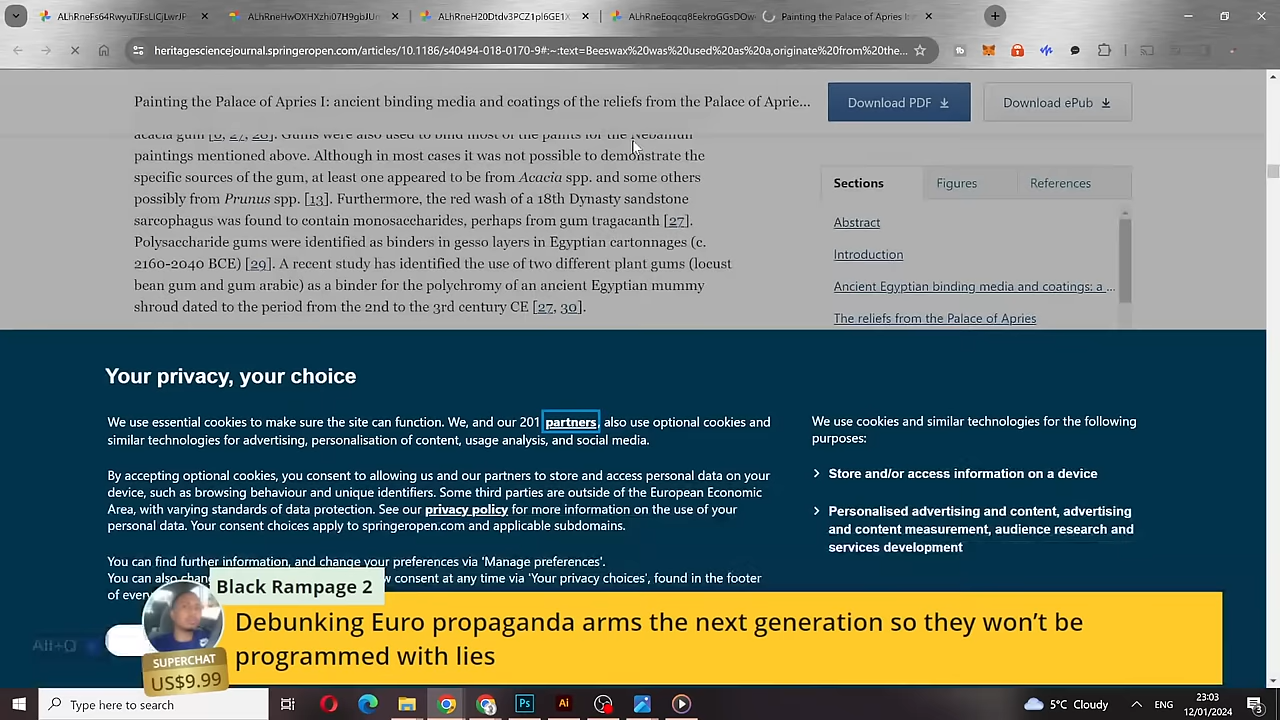 ALhRneFs64RwyuTJFsLlCjLwrJP
ALhRneHwOXHXzhi07H9gbJUm
ALhRneH20Dtdv3PCZ1pl6GE1X
ALhRneEoqcq8EekroGGsDQw
Painting the Palace of Apries I:
heritagesciencejournal.springeropen.com/articles/10.1186/s40494-018-0170-9#:~:text=Beeswax%20was%20used%20as%20a,originate%20from%20the...
Painting the Palace of Apries I: ancient binding media and coatings of the reliefs from the Palace of Aprie...
Download PDF
Download ePub
acacia gum [6, 27, 28]. Gums were also used to bind most of the paints for the Nebamun
paintings mentioned above. Although in most cases it was not possible to demonstrate the
specific sources of the gum, at least one appeared to be from Acacia spp. and some others
possibly from Prunus spp. [13]. Furthermore, the red wash of a 18th Dynasty sandstone
sarcophagus was found to contain monosaccharides, perhaps from gum tragacanth [27].
Polysaccharide gums were identified as binders in gesso layers in Egyptian cartonnages (c.
2160-2040 BCE) [29]. A recent study has identified the use of two different plant gums (locust
bean gum and gum arabic) as a binder for the polychromy of an ancient Egyptian mummy
shroud dated to the period from the 2nd to the 3rd century CE [27, 30].
Sections
Figures
References
Abstract
Introduction
Ancient Egyptian binding media and coatings: a ...
The reliefs from the Palace of Apries
Your privacy, your choice
We use essential cookies to make sure the site can function. We, and our 201 partners, also use optional cookies and
similar technologies for advertising, personalisation of content, usage analysis, and social media.
By accepting optional cookies, you consent to allowing us and our partners to store and access personal data on your
device, such as browsing behaviour and unique identifiers. Some third parties are outside of the European Economic
Area, with varying standards of data protection. See our privacy policy for more information on the use of your
personal data. Your consent choices apply to springeropen.com and applicable subdomains.
You can find further information, and change your preferences via 'Manage preferences'.
You can also chan w consent at any time via 'Your privacy choices', found in the footer
of every
We use cookies and similar technologies for the following
purposes:
Store and/or access information on a device
Personalised advertising and content, advertising
and content measurement, audience research and
services development
Black Rampage 2
Debunking Euro propaganda arms the next generation so they won't be
programmed with lies
SUPERCHAT
US$9.99
Alt+Q
Type here to search
Ps
Ai
5°C Cloudy
ENG
23:03
12/01/2024
3